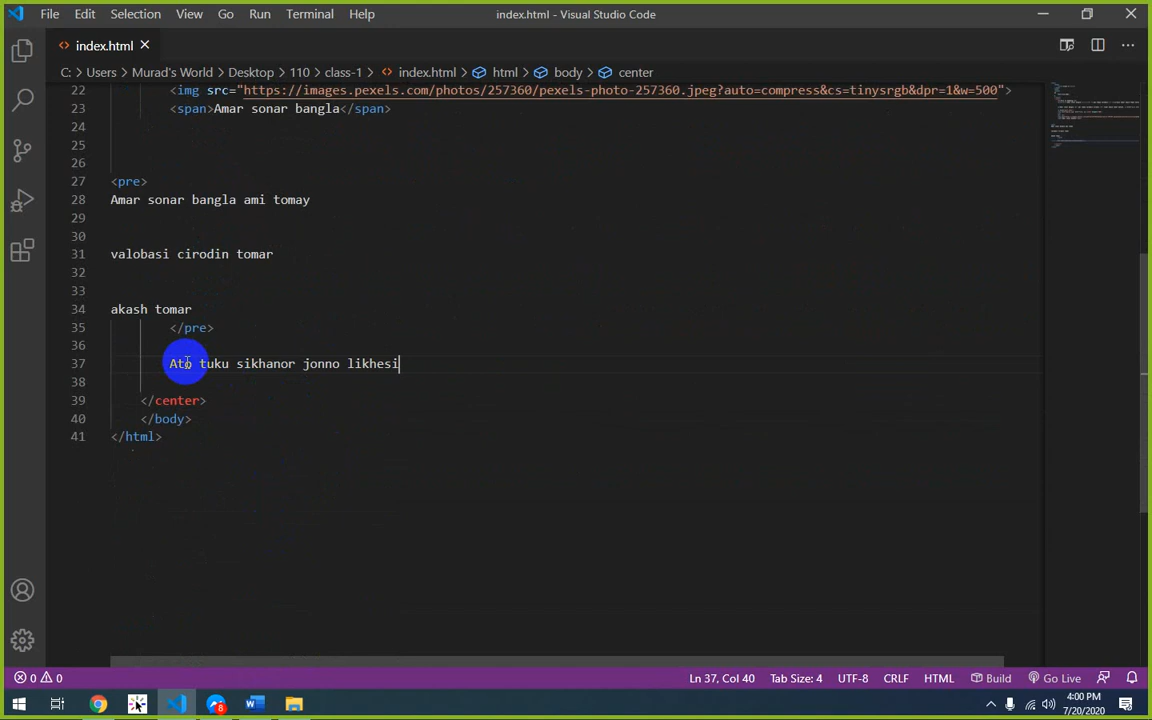 File Edit Selection View Go Run Terminal Help index.html - Visual Studio Code
index.html
C: > Users > Murad's World > Desktop > 110 > class-1 > index.html > html > body > center
22 <img src="https://images.pexels.com/photos/257360/pexels-photo-257360.jpeg?auto=compress&cs=tinysrgb&dpr=1&w=500">
23 <span>Amar sonar bangla</span>
24
25
26
27 <pre>
28 Amar sonar bangla ami tomay
29
30
31 valobasi cirodin tomar
32
33
34 akash tomar
35 </pre>
36
37 Ato tuku sikhanor jonno likhesi
38
39 </center>
40 </body>
41 </html>
0 0 Ln 37, Col 40 Tab Size: 4 UTF-8 CRLF HTML Build Go Live
8 4:00 PM
7/20/2020